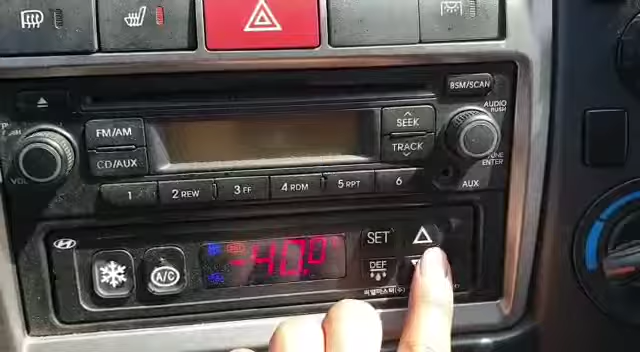 BSM/SCAN
AUDIO
FM/AM
SEEK
CD/AUX
TRACK
VOL
TUNE
ENTER
1
2 REW
3 FF
4 RDM
5 RPT
6
AUX
A/C
-40.0
SET
DEF